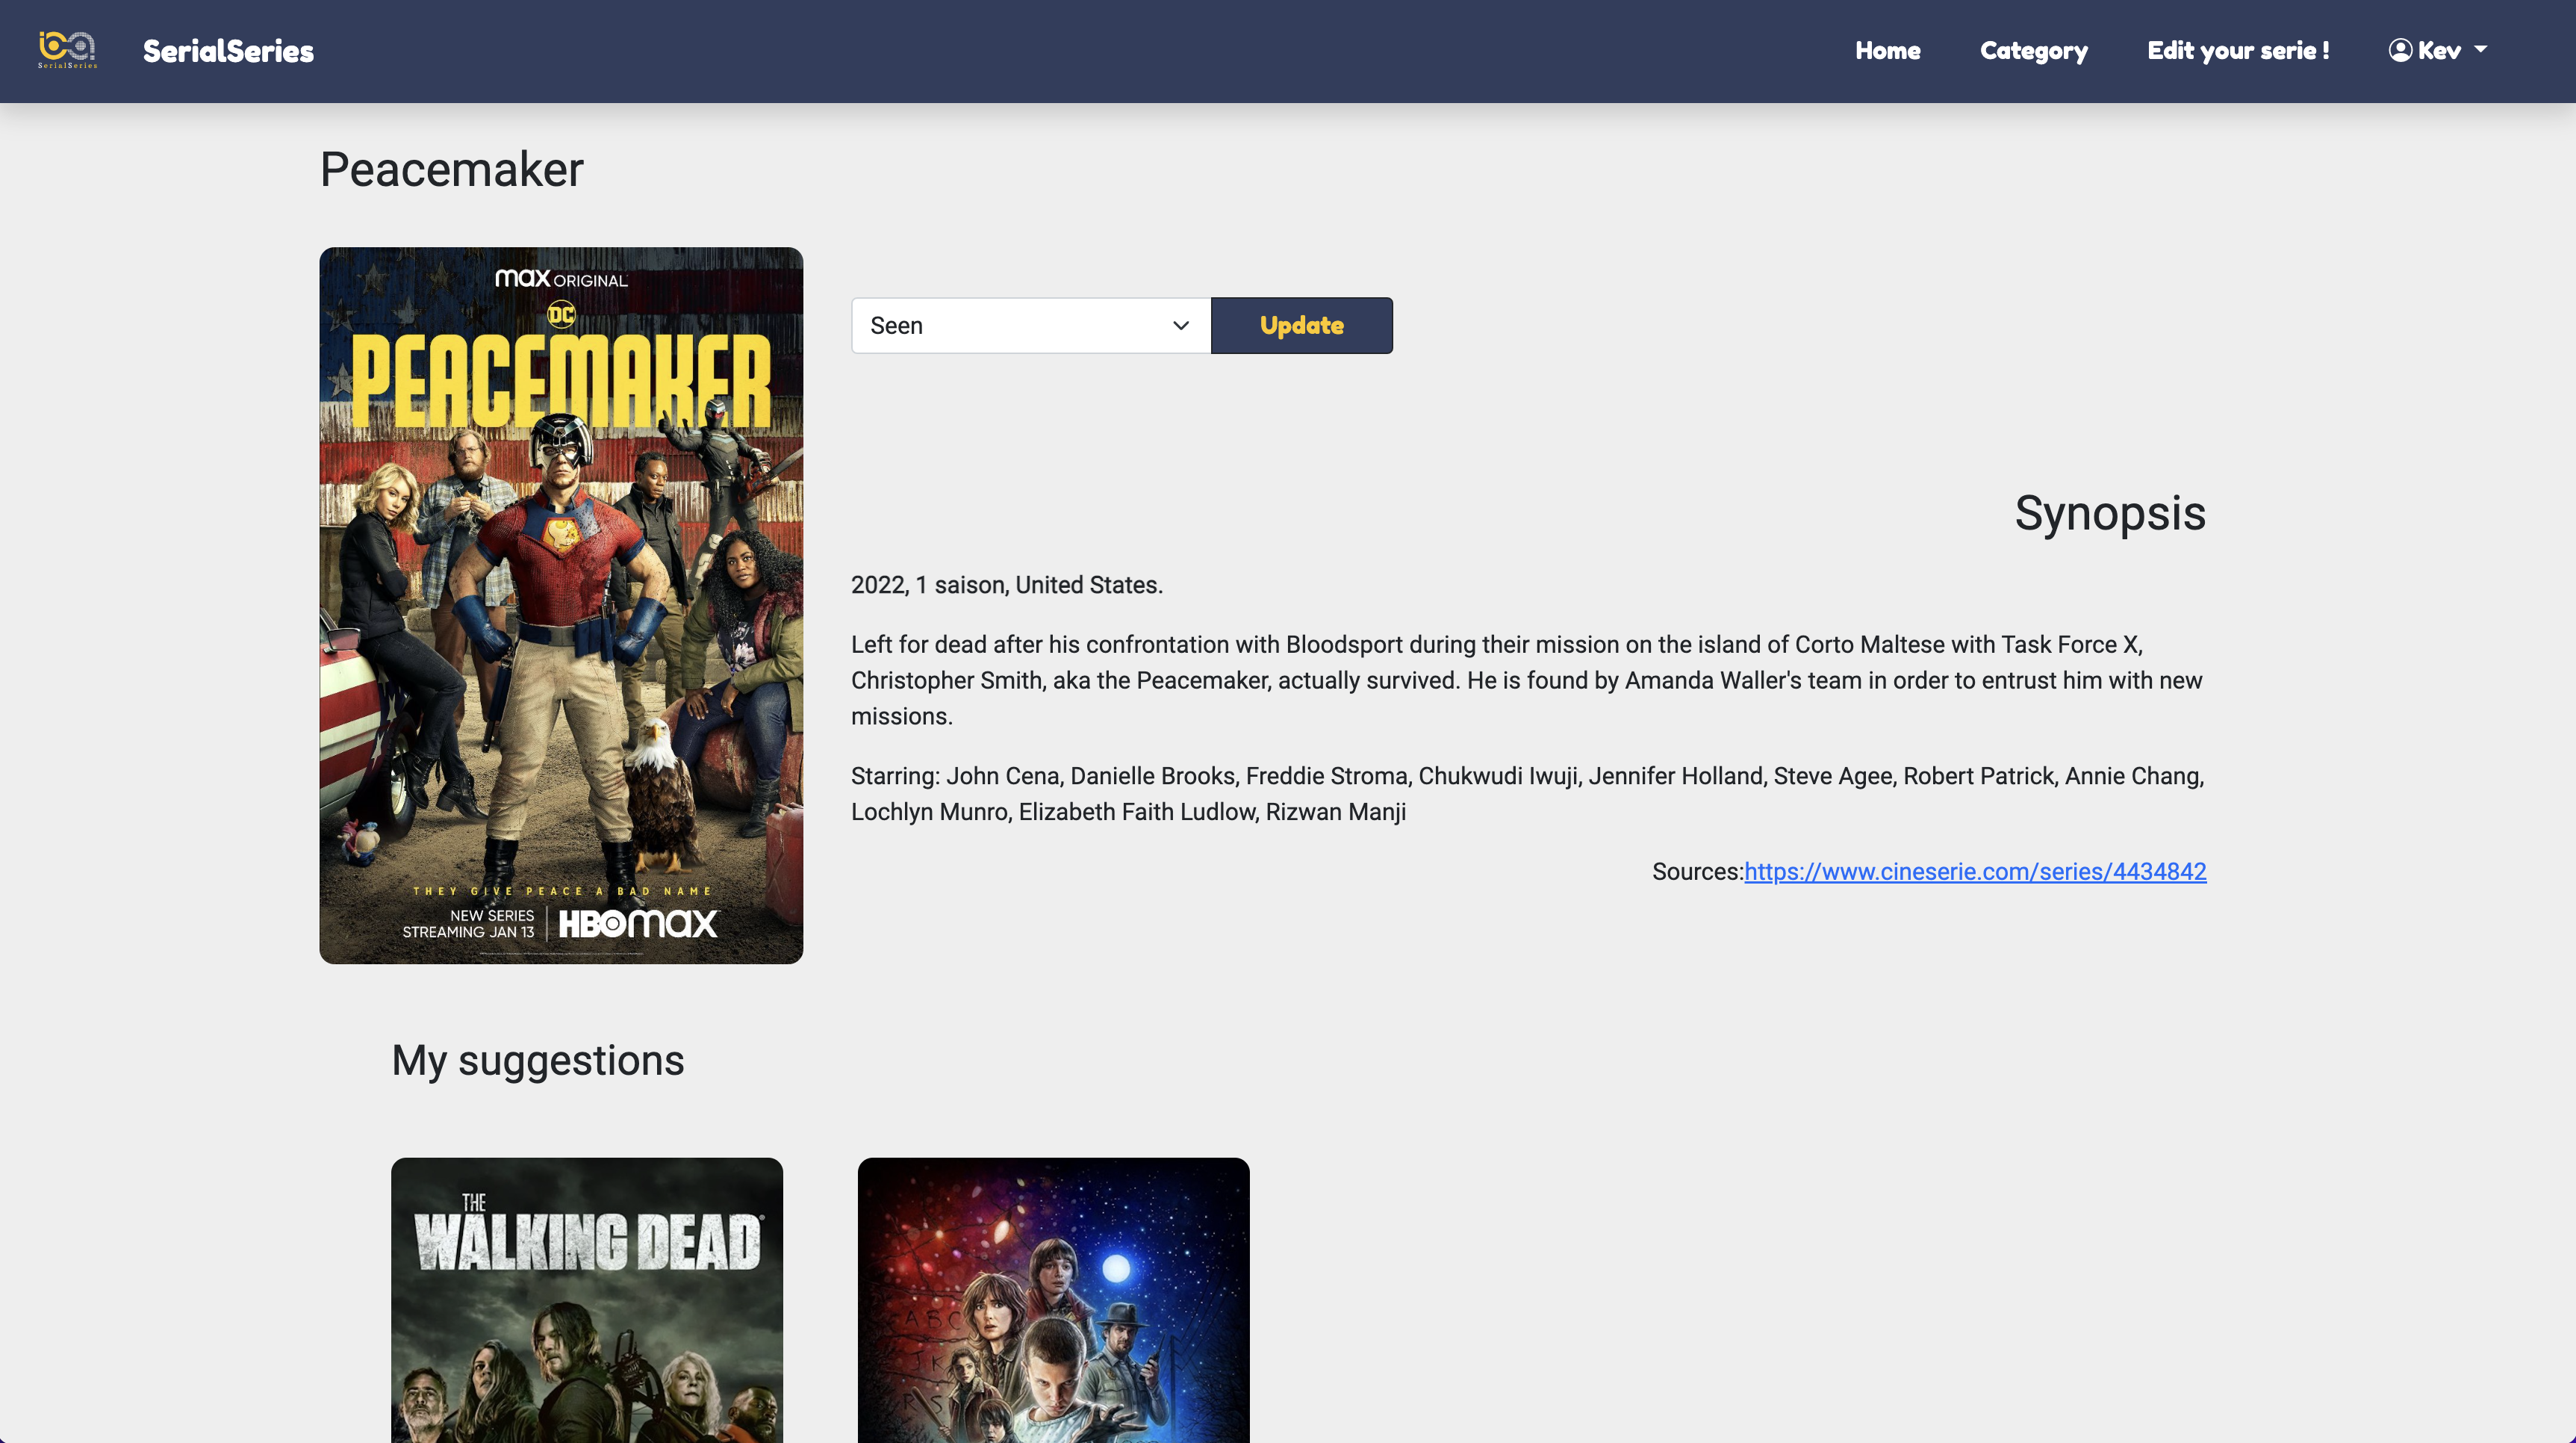 SerialSeries
SerialSeries
Home
Category
Edit your serie !
Kev
Peacemaker
max ORIGINAL
DC
PEACEMAKER
THEY GIVE PEACE A BAD NAME
NEW SERIES
STREAMING JAN 13
HBOMAX
Seen
Update
Synopsis
2022, 1 saison, United States.
Left for dead after his confrontation with Bloodsport during their mission on the island of Corto Maltese with Task Force X,
Christopher Smith, aka the Peacemaker, actually survived. He is found by Amanda Waller's team in order to entrust him with new
missions.
Starring: John Cena, Danielle Brooks, Freddie Stroma, Chukwudi Iwuji, Jennifer Holland, Steve Agee, Robert Patrick, Annie Chang,
Lochlyn Munro, Elizabeth Faith Ludlow, Rizwan Manji
Sources:https://www.cineserie.com/series/4434842
My suggestions
THE
WALKING DEAD
A B C
J K
R S